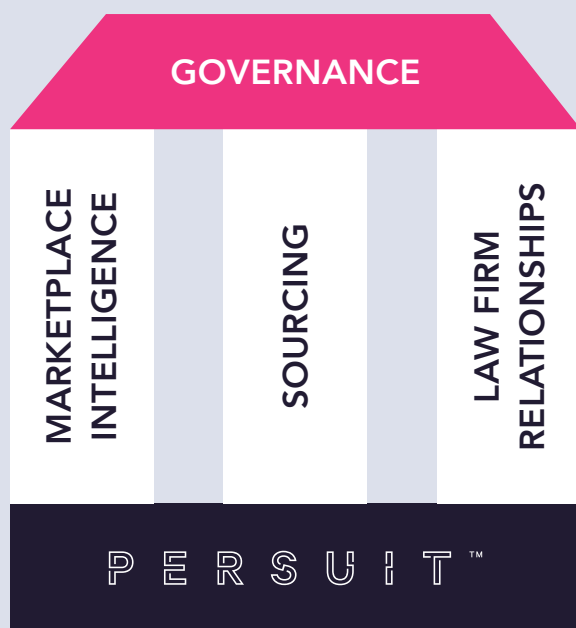 GOVERNANCE
MARKETPLACE
INTELLIGENCE
SOURCING
LAW FIRM
RELATIONSHIPS
PERSUIT™